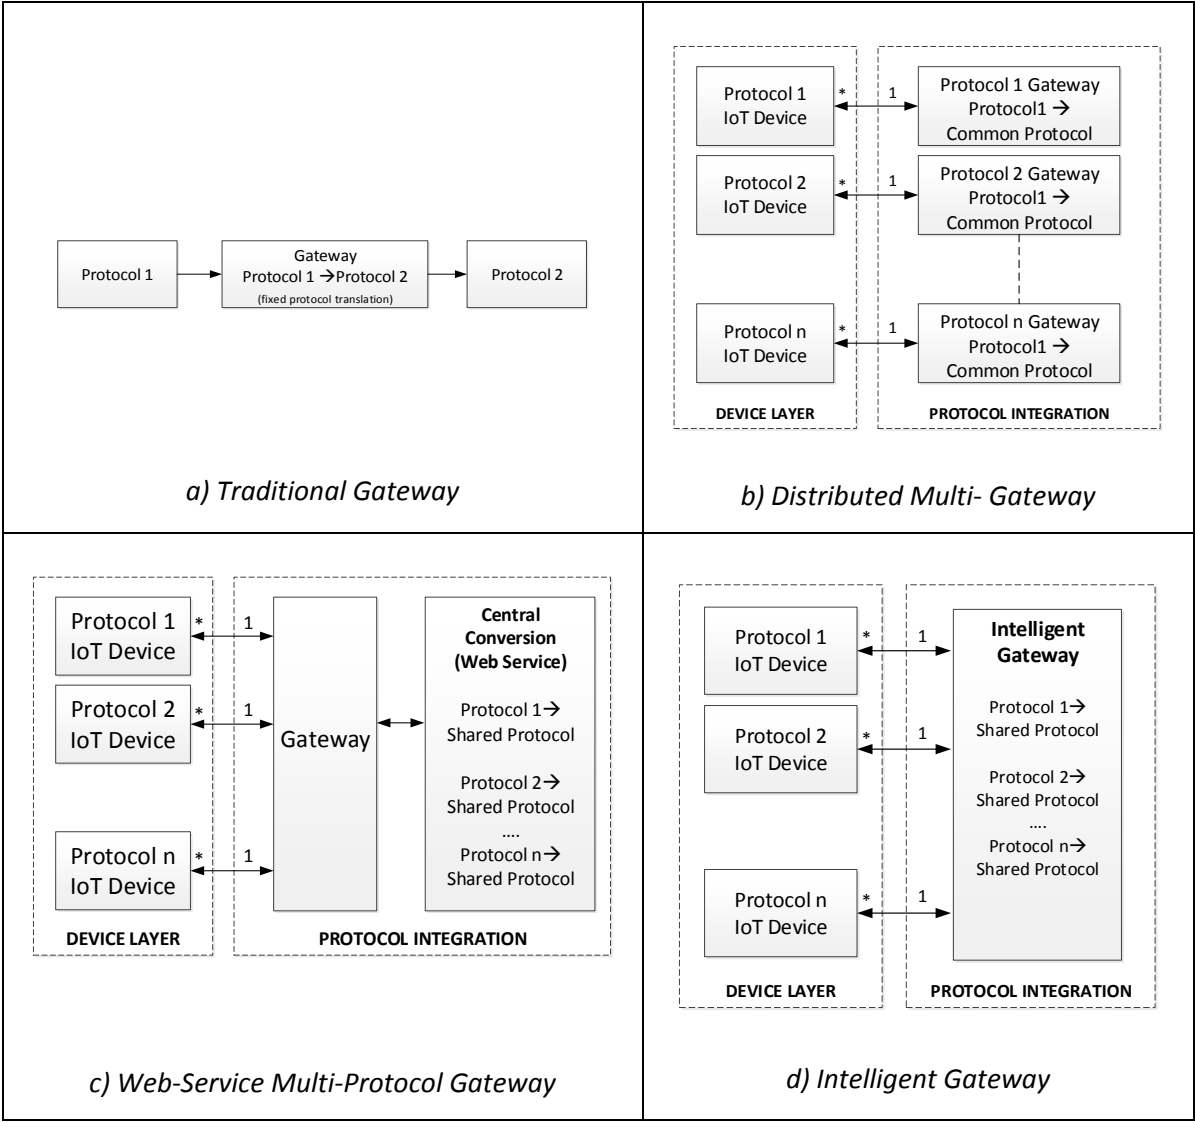 Protocol 1
Gateway
Protocol 1 →Protocol 2
(fixed protocol translation)
Protocol 2
a) Traditional Gateway
Protocol 1
IoT Device
*
1
Protocol 1 Gateway
Protocol1 →
Common Protocol
Protocol 2
IoT Device
*
1
Protocol 2 Gateway
Protocol1 →
Common Protocol
Protocol n
IoT Device
*
1
Protocol n Gateway
Protocol1 →
Common Protocol
DEVICE LAYER
PROTOCOL INTEGRATION
b) Distributed Multi- Gateway
Protocol 1
IoT Device
*
1
Protocol 2
IoT Device
*
1
Protocol n
IoT Device
*
1
Gateway
Central
Conversion
(Web Service)
Protocol 1→
Shared Protocol
Protocol 2→
Shared Protocol
....
Protocol n→
Shared Protocol
DEVICE LAYER
PROTOCOL INTEGRATION
c) Web-Service Multi-Protocol Gateway
Protocol 1
IoT Device
*
1
Protocol 2
IoT Device
*
1
Protocol n
IoT Device
*
1
Intelligent
Gateway
Protocol 1→
Shared Protocol
Protocol 2→
Shared Protocol
....
Protocol n→
Shared Protocol
DEVICE LAYER
PROTOCOL INTEGRATION
d) Intelligent Gateway